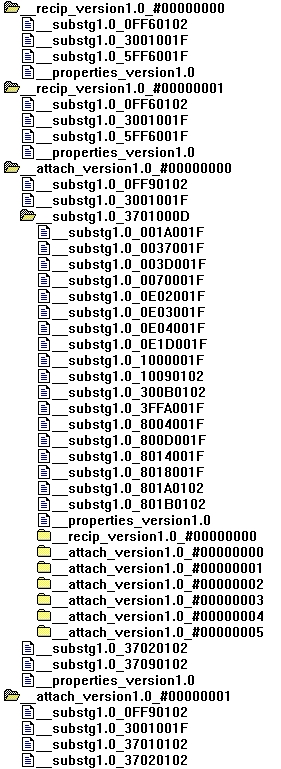 __recip_version1.0_#00000000
__substg1.0_0FF60102
__substg1.0_3001001F
__substg1.0_5FF6001F
__properties_version1.0
__recip_version1.0_#00000001
__substg1.0_0FF60102
__substg1.0_3001001F
__substg1.0_5FF6001F
__properties_version1.0
__attach_version1.0_#00000000
__substg1.0_0FF90102
__substg1.0_3001001F
__substg1.0_3701000D
__substg1.0_001A001F
__substg1.0_0037001F
__substg1.0_003D001F
__substg1.0_0070001F
__substg1.0_0E02001F
__substg1.0_0E03001F
__substg1.0_0E04001F
__substg1.0_0E1D001F
__substg1.0_1000001F
__substg1.0_10090102
__substg1.0_300B0102
__substg1.0_3FFA001F
__substg1.0_8004001F
__substg1.0_800D001F
__substg1.0_8014001F
__substg1.0_8018001F
__substg1.0_801A0102
__substg1.0_801B0102
__properties_version1.0
__recip_version1.0_#00000000
__attach_version1.0_#00000000
__attach_version1.0_#00000001
__attach_version1.0_#00000002
__attach_version1.0_#00000003
__attach_version1.0_#00000004
__attach_version1.0_#00000005
__substg1.0_37020102
__substg1.0_37090102
__properties_version1.0
__attach_version1.0_#00000001
__substg1.0_0FF90102
__substg1.0_3001001F
__substg1.0_37010102
__substg1.0_37020102